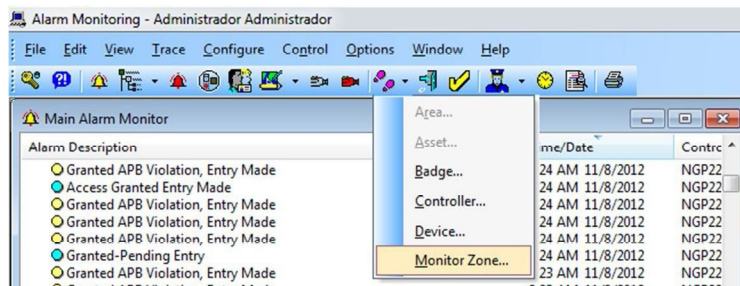 Alarm Monitoring - Administrador Administrador
File Edit View Trace Configure Control Options Window Help
Main Alarm Monitor
Alarm Description me/Date Contrc
Granted APB Violation, Entry Made 24 AM 11/8/2012 NGP22
Access Granted Entry Made 24 AM 11/8/2012 NGP22
Granted APB Violation, Entry Made 24 AM 11/8/2012 NGP22
Granted APB Violation, Entry Made 24 AM 11/8/2012 NGP22
Granted APB Violation, Entry Made 24 AM 11/8/2012 NGP22
Granted-Pending Entry 24 AM 11/8/2012 NGP22
Granted APB Violation, Entry Made 23 AM 11/8/2012 NGP22
Area...
Asset...
Badge...
Controller...
Device...
Monitor Zone...